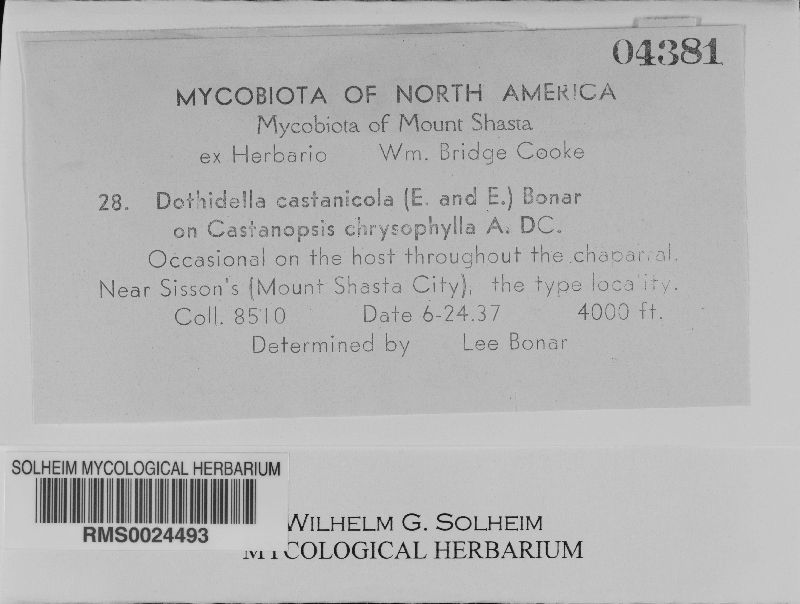 04381
MYCOBIOTA OF NORTH AMERICA
Mycobiota of Mount Shasta
ex Herbario Wm. Bridge Cooke
28. Dothidella castanicola (E. and E.) Bonar
on Castanopsis chrysophylla A. DC.
Occasional on the host throughout the chaparral.
Near Sisson's (Mount Shasta City), the type locality.
Coll. 8510 Date 6-24.37 4000 ft.
Determined by Lee Bonar
SOLHEIM MYCOLOGICAL HERBARIUM
RMS0024493
WILHELM G. SOLHEIM
MYCOLOGICAL HERBARIUM